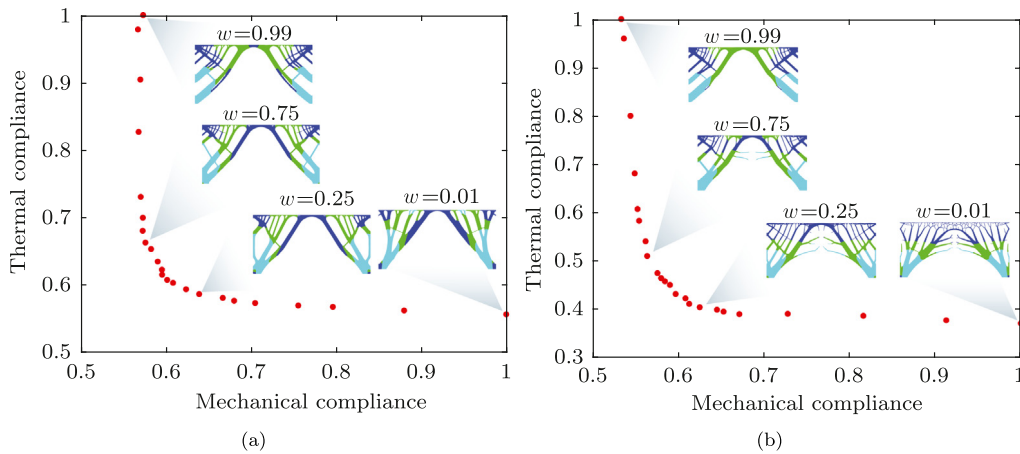 1
0.9
0.8
0.7
0.6
0.5
Thermal compliance
w=0.99
w=0.75
w=0.25
w=0.01
0.5 0.6 0.7 0.8 0.9 1
Mechanical compliance
(a)
1
0.9
0.8
0.7
0.6
0.5
0.4
0.3
Thermal compliance
w=0.99
w=0.75
w=0.25
w=0.01
0.5 0.6 0.7 0.8 0.9 1
Mechanical compliance
(b)